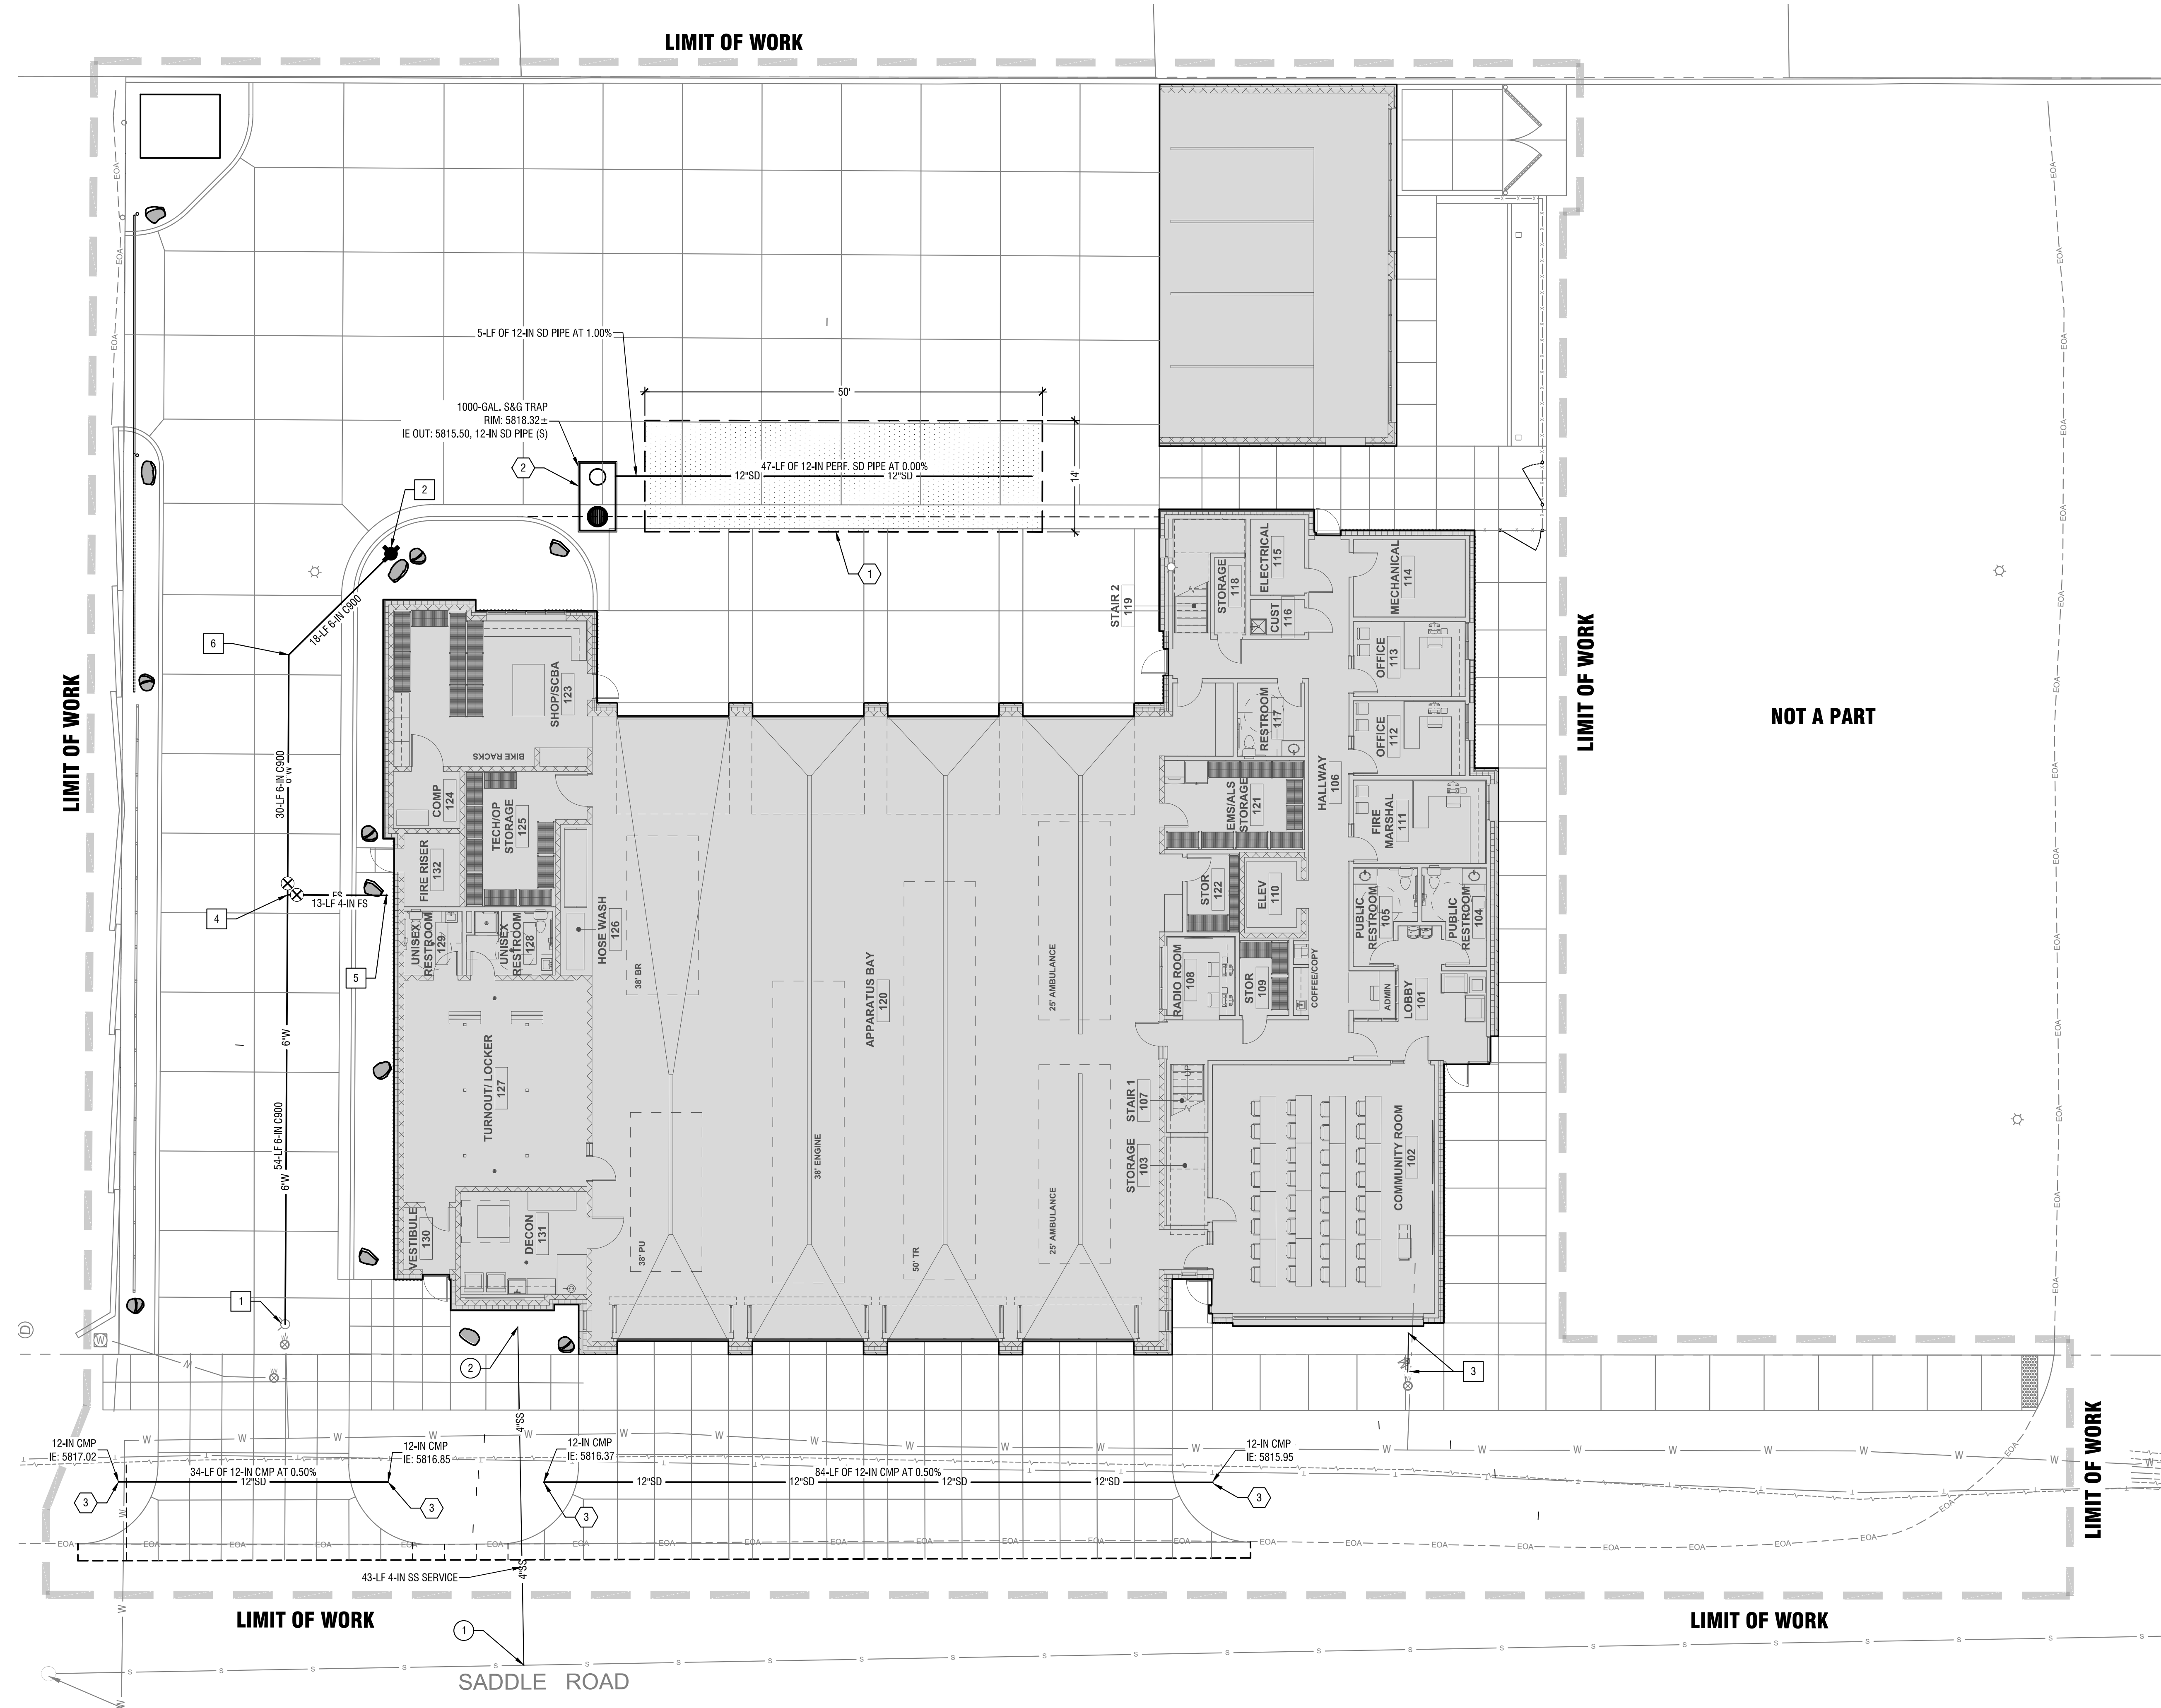 LIMIT OF WORK
5-LF OF 12-IN SD PIPE AT 1.00%
50'
1000-GAL. S&G TRAP
RIM: 5818.32±
IE OUT: 5815.50, 12-IN SD PIPE (S)
2
47-LF OF 12-IN PERF. SD PIPE AT 0.00%
12"SD
12"SD
14'
2
1
18-LF 6-IN C900
6
30-LF 6-IN C900
4
FS
13-LF 4-IN FS
5
6"W
54-LF 6-IN C900
6"W
1
LIMIT OF WORK
LIMIT OF WORK
NOT A PART
SHOP/SCBA
123
BIKE RACKS
COMP
124
TECH/OP
STORAGE
125
FIRE RISER
132
UNISEX
RESTROOM
129
UNISEX
RESTROOM
128
HOSE WASH
126
TURNOUT/ LOCKER
127
VESTIBULE
130
DECON
131
38' BR
38' PU
38' ENGINE
APPARATUS BAY
120
50' TR
25' AMBULANCE
25' AMBULANCE
STAIR 2
119
STORAGE
118
ELECTRICAL
115
CUST
116
MECHANICAL
114
OFFICE
113
OFFICE
112
RESTROOM
117
HALLWAY
106
EMS/ALS
STORAGE
121
FIRE
MARSHAL
111
STOR
122
ELEV
110
PUBLIC
RESTROOM
105
PUBLIC
RESTROOM
104
RADIO ROOM
108
STOR
109
COFFEE/COPY
ADMIN
LOBBY
101
STAIR 1
107
UP
STORAGE
103
COMMUNITY ROOM
102
2
3
D
W
4"SS
12-IN CMP
IE: 5817.02
12-IN CMP
IE: 5816.85
12-IN CMP
IE: 5816.37
12-IN CMP
IE: 5815.95
34-LF OF 12-IN CMP AT 0.50%
12"SD
84-LF OF 12-IN CMP AT 0.50%
12"SD
12"SD
12"SD
12"SD
3
3
3
3
LIMIT OF WORK
EOA
43-LF 4-IN SS SERVICE
4"SS
LIMIT OF WORK
LIMIT OF WORK
1
SADDLE ROAD